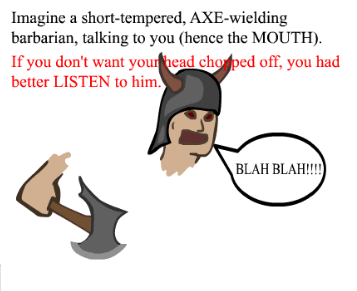 Imagine a short-tempered, AXE-wielding
barbarian, talking to you (hence the MOUTH).
If you don't want your head chopped off, you had
better LISTEN to him.
BLAH BLAH!!!!